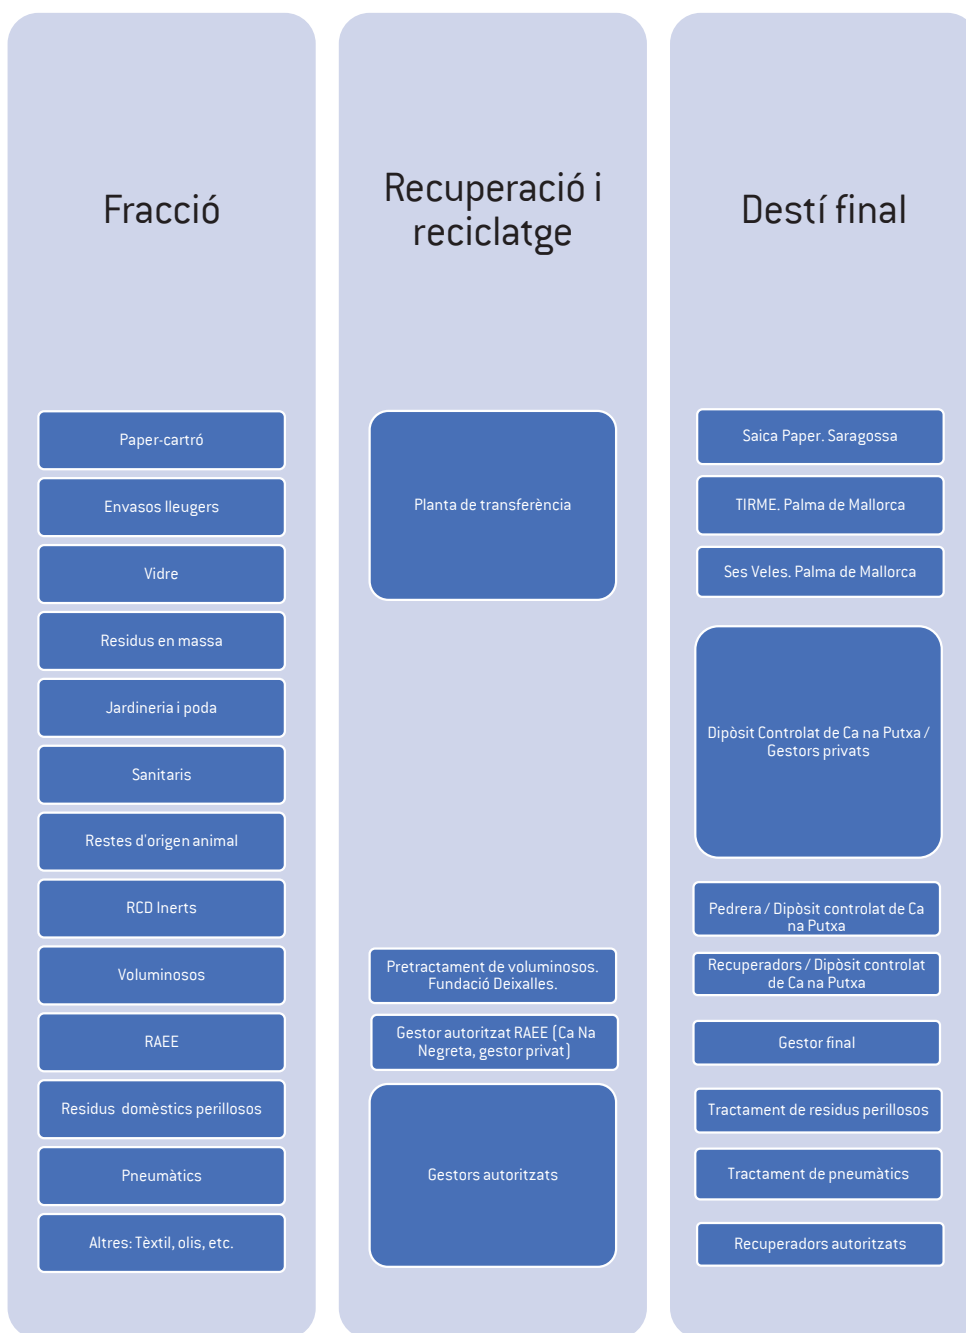 Fracció
Paper-cartró
Envasos lleugers
Vidre
Residus en massa
Jardineria i poda
Sanitaris
Restes d'origen animal
RCD Inerts
Voluminosos
RAEE
Residus domèstics perillosos
Pneumàtics
Altres: Tèxtil, olis, etc.
Recuperació i
reciclatge
Planta de transferència
Pretractament de voluminosos.
Fundació Deixalles.
Gestor autoritzat RAEE (Ca Na
Negreta, gestor privat)
Gestors autoritzats
Destí final
Saica Paper. Saragossa
TIRME. Palma de Mallorca
Ses Veles. Palma de Mallorca
Dipòsit Controlat de Ca na Putxa /
Gestors privats
Pedrera / Dipòsit controlat de Ca
na Putxa
Recuperadors / Dipòsit controlat
de Ca na Putxa
Gestor final
Tractament de residus perillosos
Tractament de pneumàtics
Recuperadors autoritzats